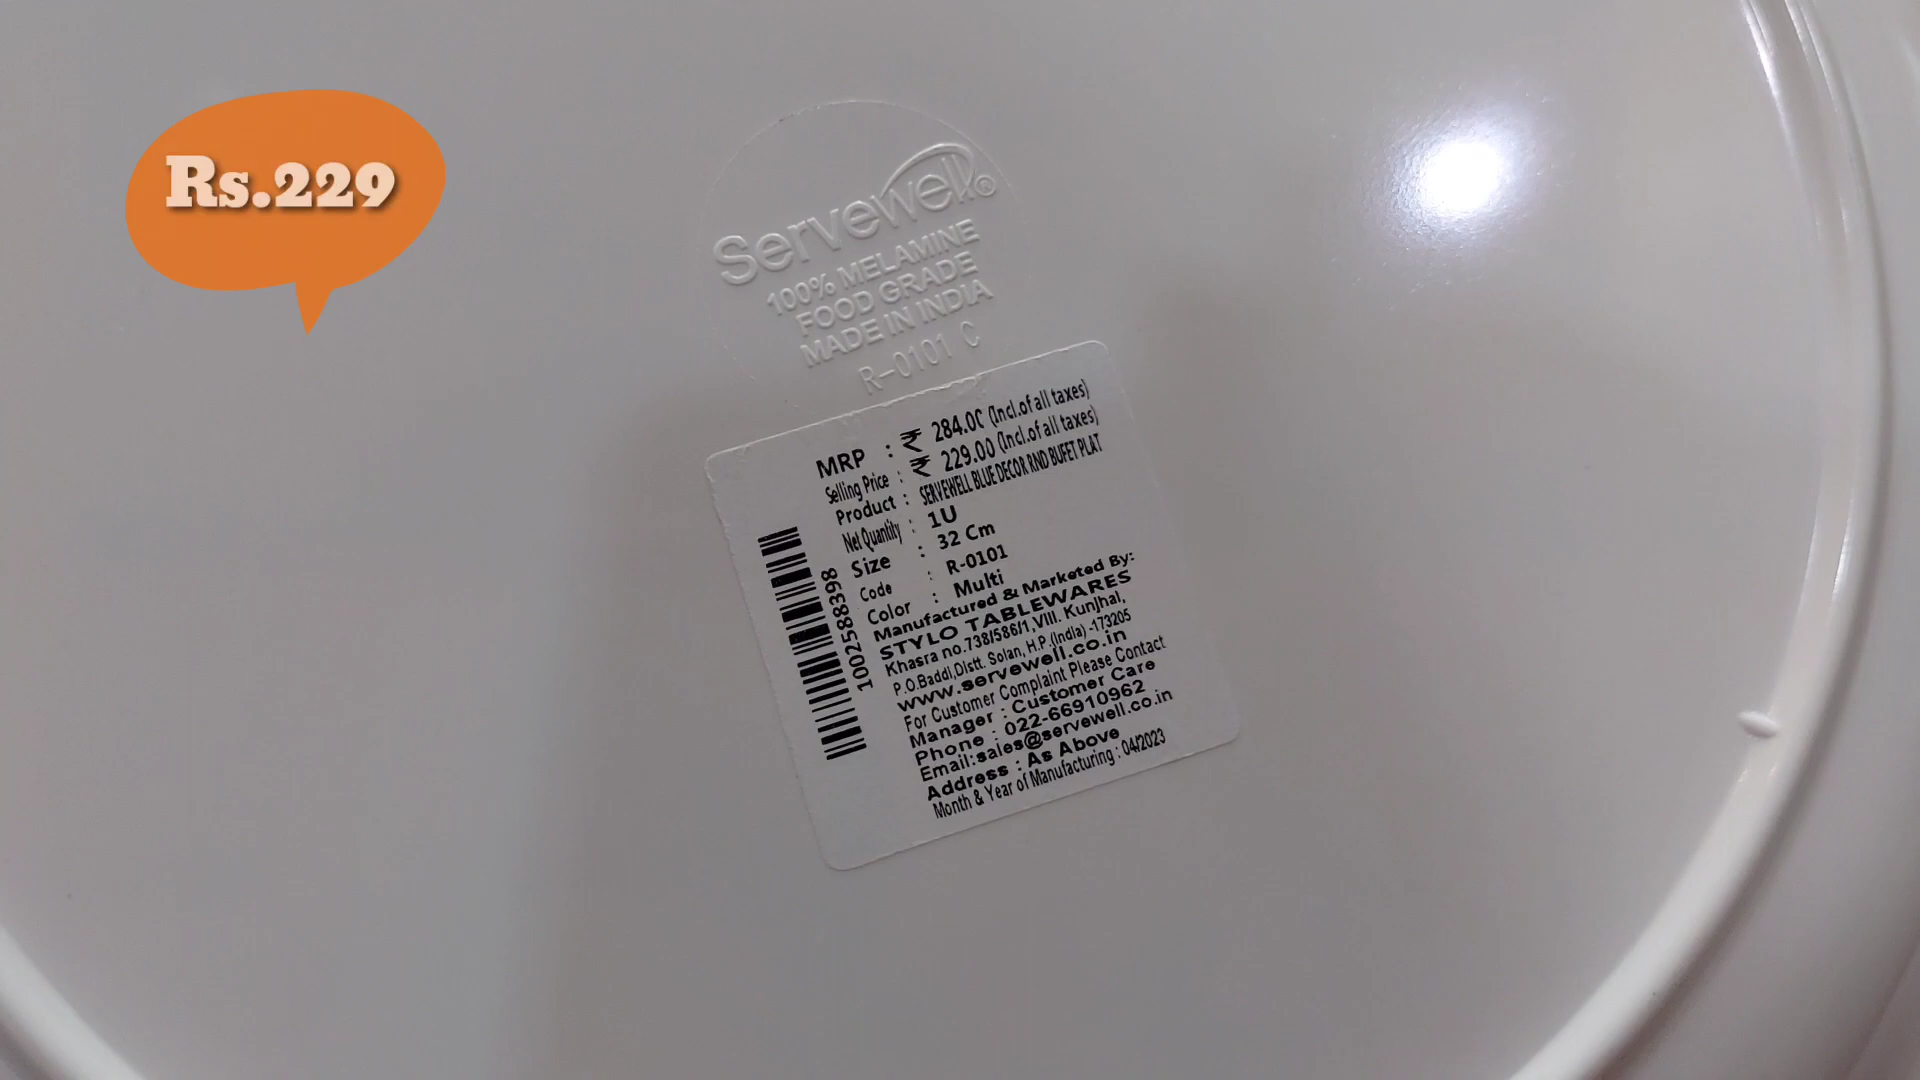 Rs.229
Servewell®
100% MELAMINE
FOOD GRADE
MADE IN INDIA
R-0101 C
MRP : ₹ 284.00 (Incl.of all taxes)
Selling Price : ₹ 229.00 (Incl.of all taxes)
Product : SERVEWELL BLUE DECOR RND BUFET PLAT
Net Quantity : 1U
Size : 32 Cm
Code : R-0101
Color : Multi
Manufactured & Marketed By:
STYLO TABLEWARES
Khasra no.738/586/1,Vill. Kunjhal,
P.O.Baddi,Distt. Solan, H.P.(India) -173205
www.servewell.co.in
For Customer Complaint Please Contact
Manager : Customer Care
Phone : 022-66910962
Email:sales@servewell.co.in
Address : As Above
Month & Year of Manufacturing : 04/2023
1002588398